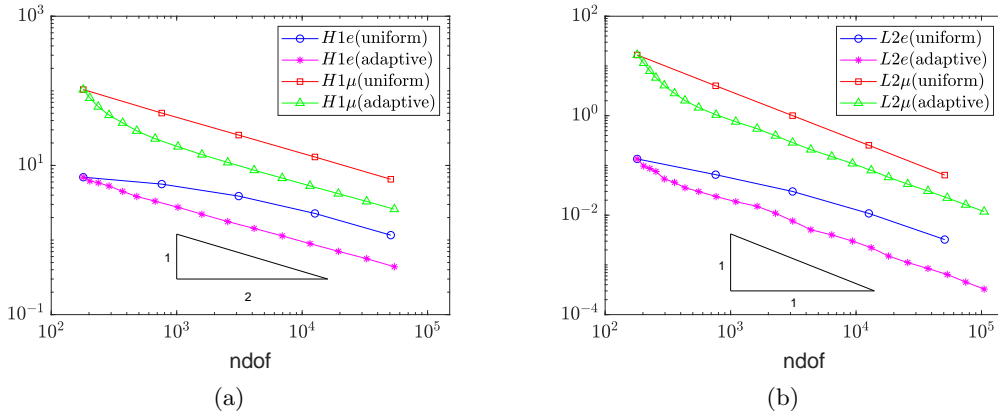 H1e(uniform)
H1e(adaptive)
H1μ(uniform)
H1μ(adaptive)
10^3
10^1
10^{-1}
1
2
10^2
10^3
10^4
10^5
ndof
(a)
L2e(uniform)
L2e(adaptive)
L2μ(uniform)
L2μ(adaptive)
10^2
10^0
10^{-2}
10^{-4}
1
1
10^2
10^3
10^4
10^5
ndof
(b)